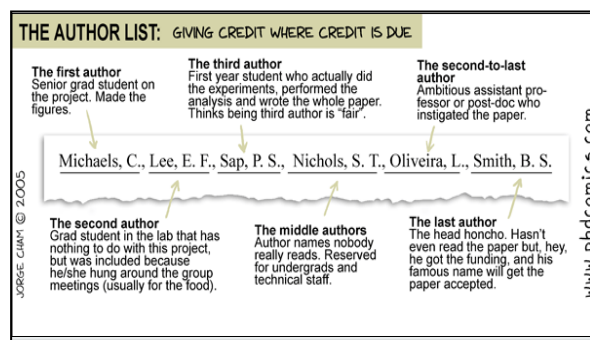 THE AUTHOR LIST: GIVING CREDIT WHERE CREDIT IS DUE
The first author
Senior grad student on
the project. Made the
figures.
The third author
First year student who actually did
the experiments, performed the
analysis and wrote the whole paper.
Thinks being third author is "fair".
The second-to-last
author
Ambitious assistant pro-
fessor or post-doc who
instigated the paper.
Michaels, C., Lee, E. F., Sap, P. S., Nichols, S. T., Oliveira, L., Smith, B. S.
The second author
Grad student in the lab that has
nothing to do with this project,
but was included because
he/she hung around the group
meetings (usually for the food).
The middle authors
Author names nobody
really reads. Reserved
for undergrads and
technical staff.
The last author
The head honcho. Hasn't
even read the paper but, hey,
he got the funding, and his
famous name will get the
paper accepted.
JORGE CHAM © 2005
www.phdcomics.com